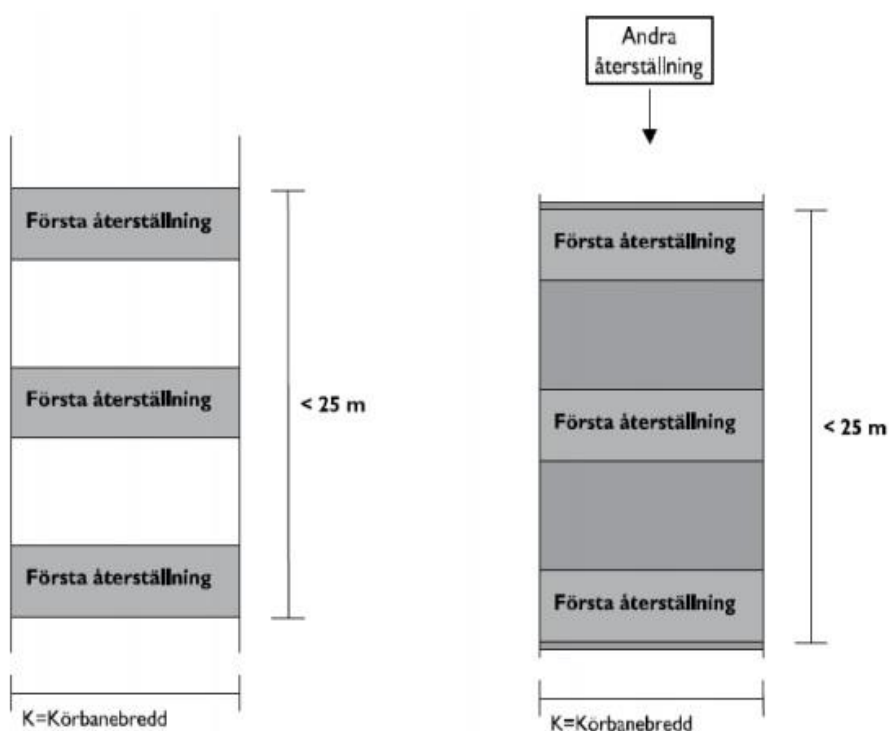 Första återställning
Första återställning
< 25 m
Första återställning
K=Körbanebredd
Andra
återställning
Första återställning
Första återställning
< 25 m
Första återställning
K=Körbanebredd